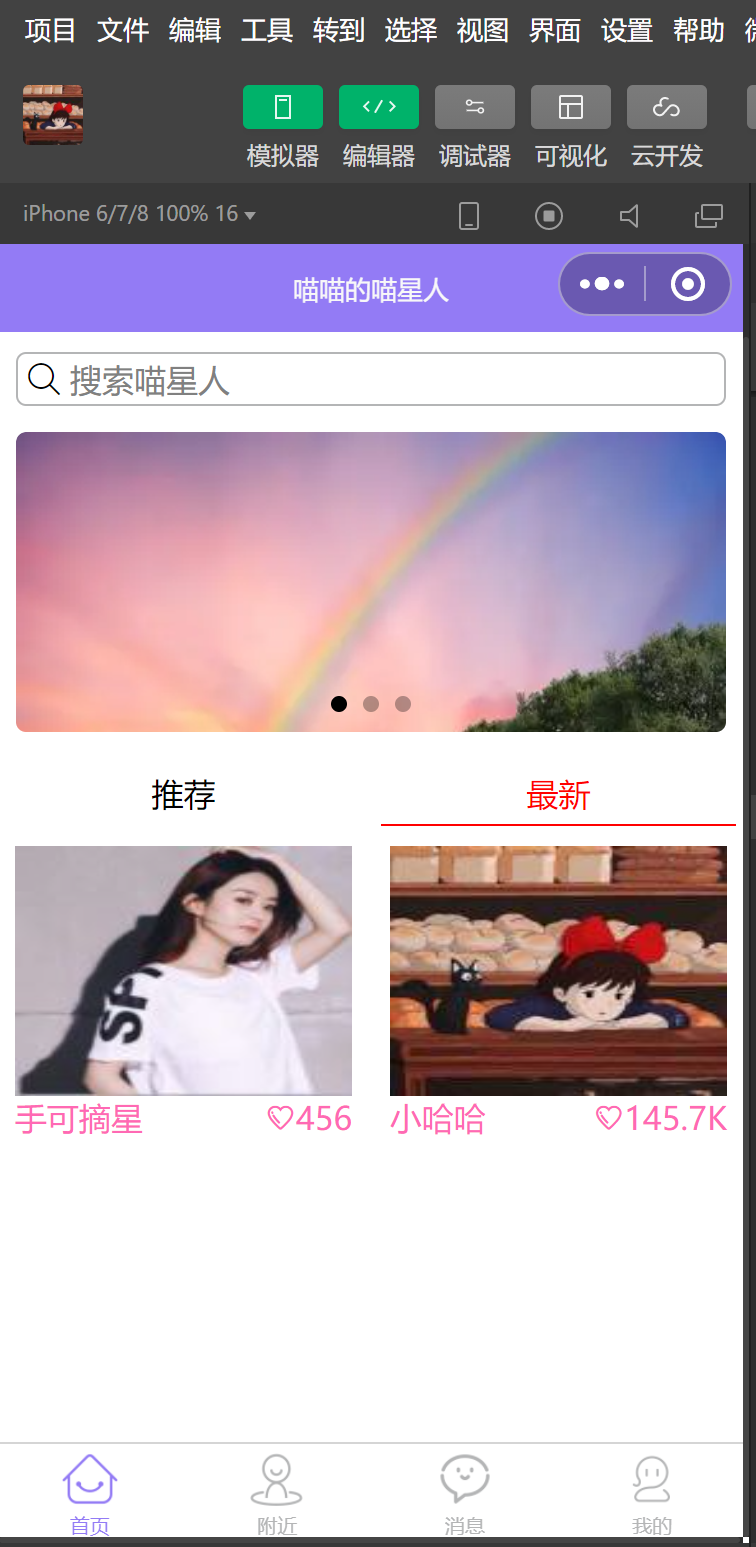 项目 文件 编辑 工具 转到 选择 视图 界面 设置 帮助
模拟器 编辑器 调试器 可视化 云开发
iPhone 6/7/8 100% 16
喵喵的喵星人
搜索喵星人
推荐 最新
手可摘星 456 小哈哈 145.7K
首页 附近 消息 我的